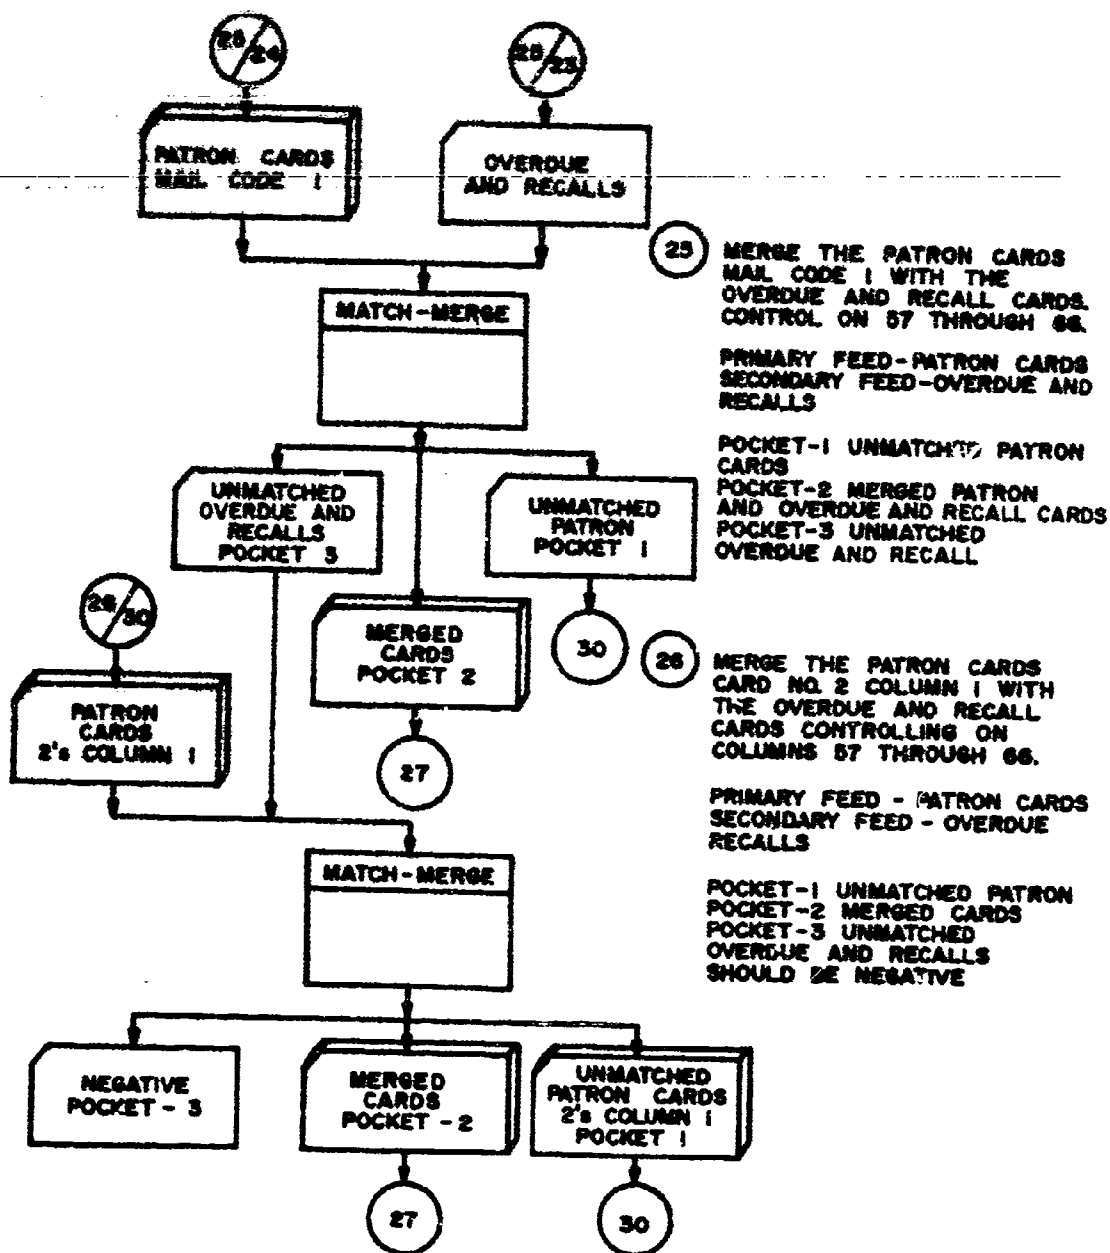 25/24
25/23
PATRON CARDS
MAIL CODE 1
OVERDUE
AND RECALLS
25
MERGE THE PATRON CARDS
MAIL CODE 1 WITH THE
OVERDUE AND RECALL CARDS.
CONTROL ON 57 THROUGH 66.
MATCH-MERGE
PRIMARY FEED-PATRON CARDS
SECONDARY FEED-OVERDUE AND
RECALLS
POCKET-1 UNMATCHED PATRON
CARDS
POCKET-2 MERGED PATRON
AND OVERDUE AND RECALL CARDS
POCKET-3 UNMATCHED
OVERDUE AND RECALL
UNMATCHED
OVERDUE AND
RECALLS
POCKET 3
UNMATCHED
PATRON
POCKET 1
26/30
MERGED
CARDS
POCKET 2
30
26
MERGE THE PATRON CARDS
CARD NO. 2 COLUMN 1 WITH
THE OVERDUE AND RECALL
CARDS CONTROLLING ON
COLUMNS 57 THROUGH 66.
PATRON
CARDS
2's COLUMN 1
27
PRIMARY FEED - PATRON CARDS
SECONDARY FEED - OVERDUE
RECALLS
MATCH-MERGE
POCKET-1 UNMATCHED PATRON
POCKET-2 MERGED CARDS
POCKET-3 UNMATCHED
OVERDUE AND RECALLS
SHOULD BE NEGATIVE
NEGATIVE
POCKET - 3
MERGED
CARDS
POCKET - 2
UNMATCHED
PATRON CARDS
2's COLUMN 1
POCKET 1
27
30